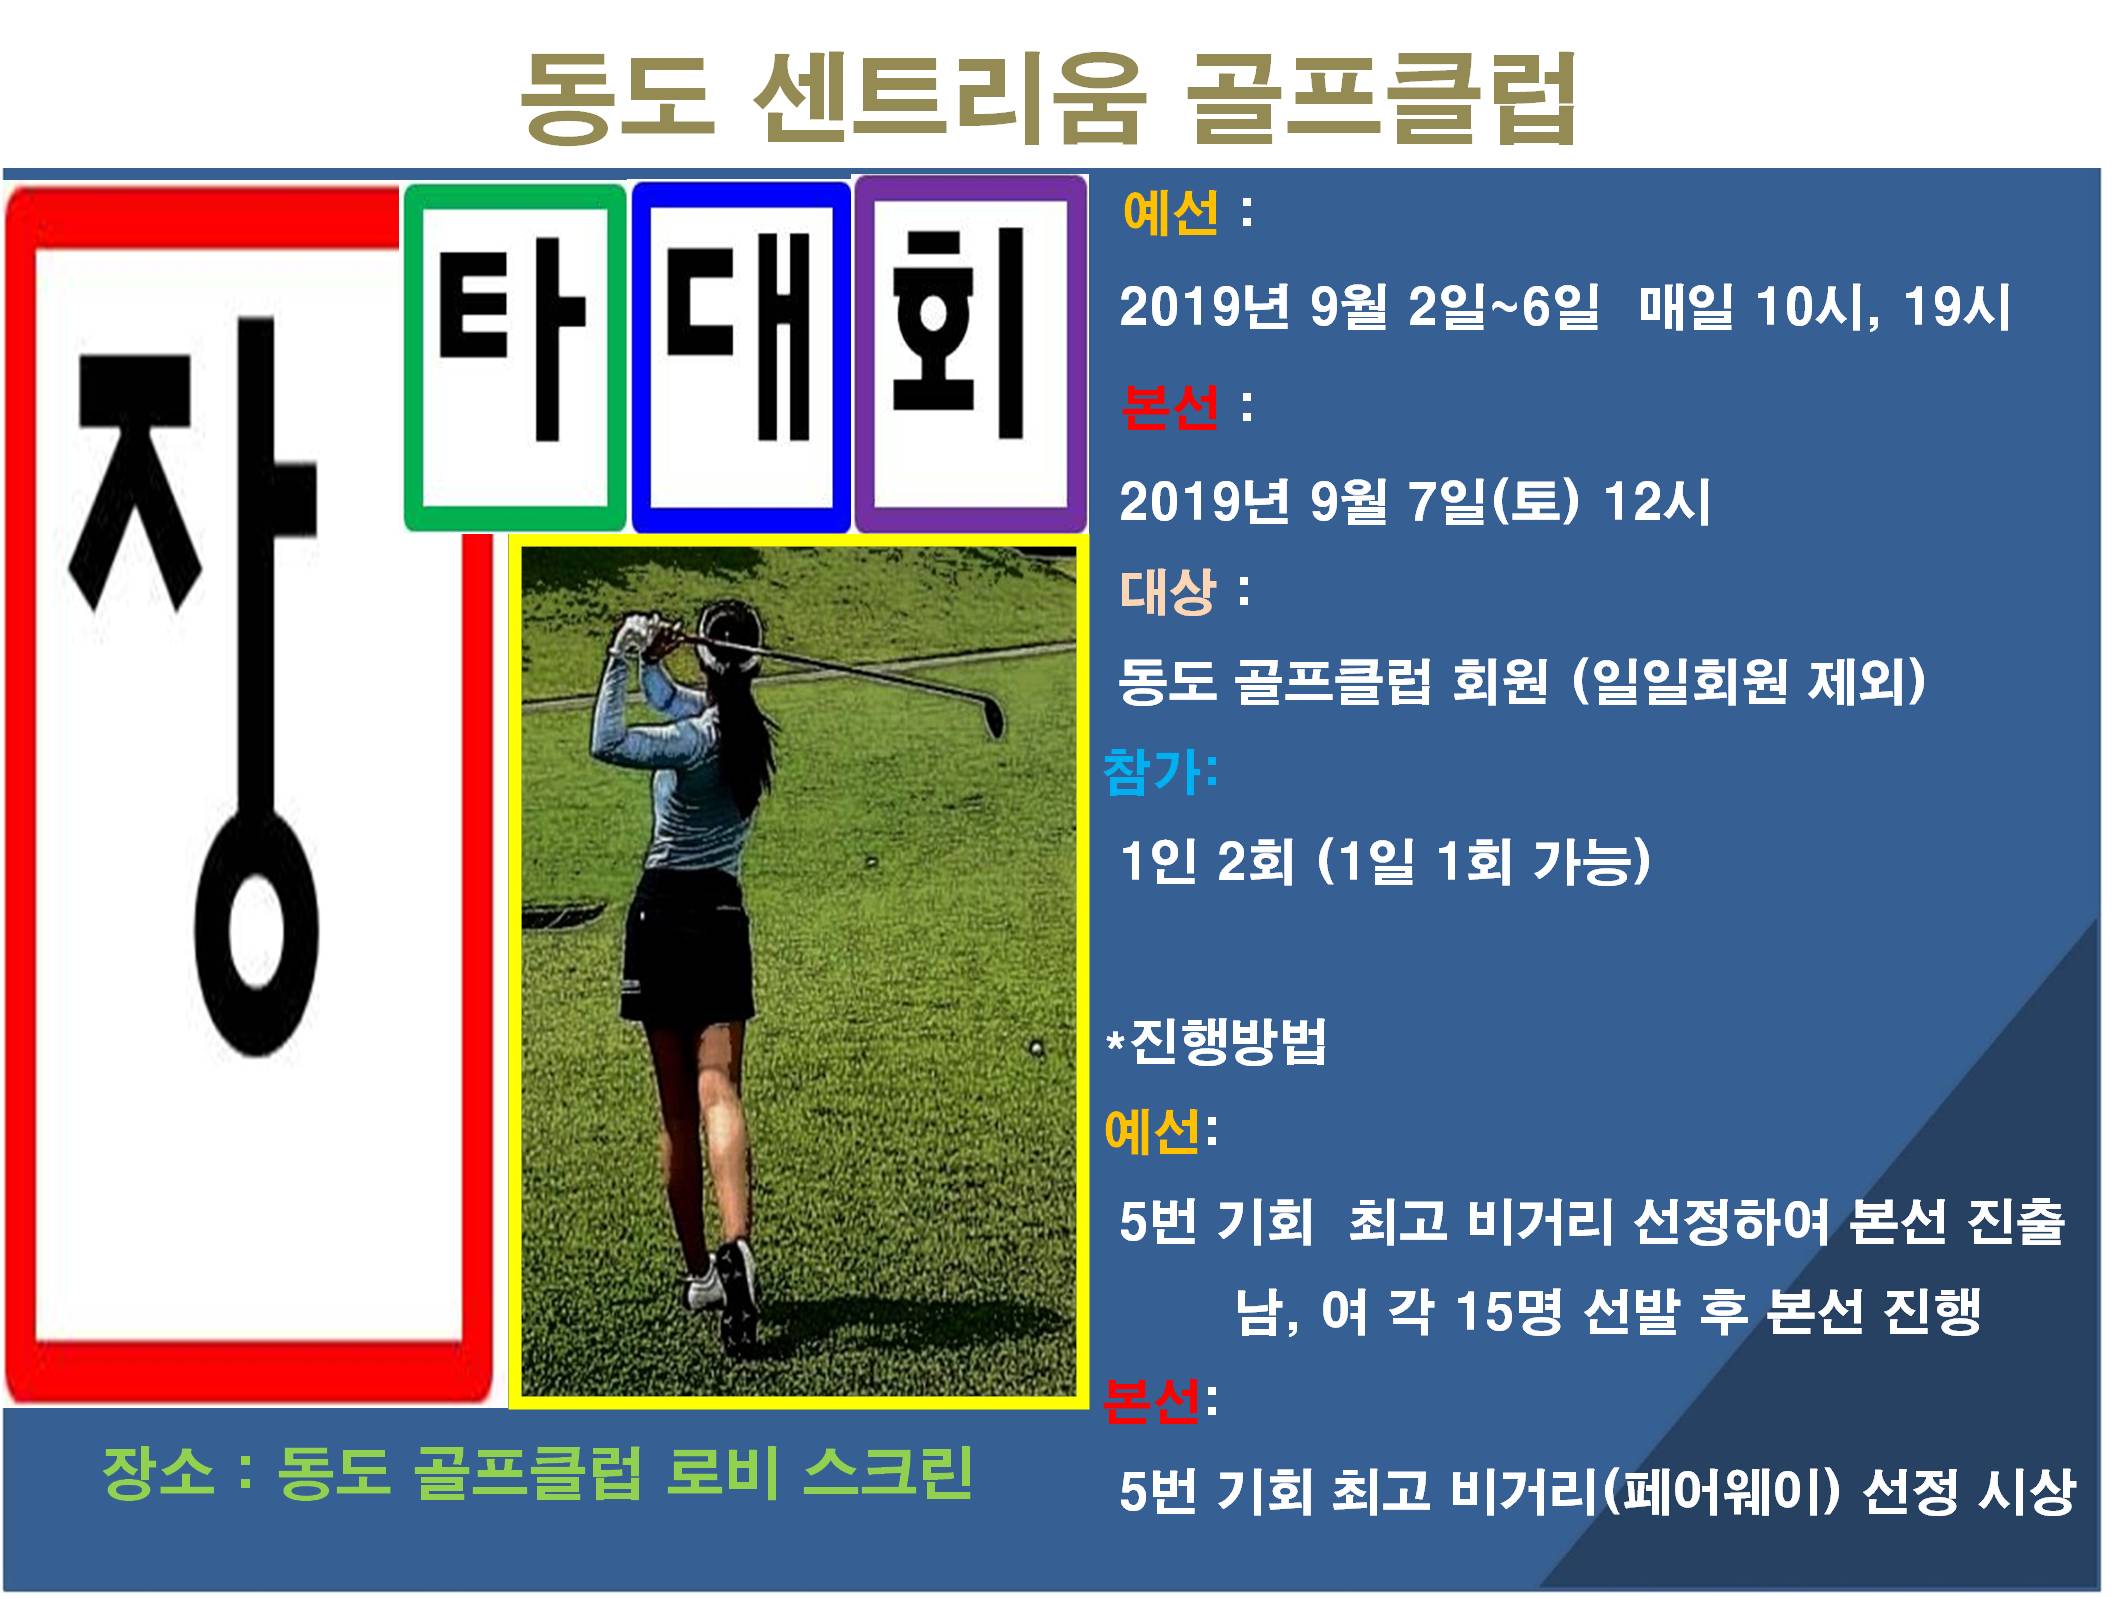 동도 센트리움 골프클럽
장타대회
예선 :
2019년 9월 2일~6일 매일 10시, 19시
본선 :
2019년 9월 7일(토) 12시
대상 :
동도 골프클럽 회원 (일일회원 제외)
참가:
1인 2회 (1일 1회 가능)
*진행방법
예선:
5번 기회 최고 비거리 선정하여 본선 진출
남, 여 각 15명 선발 후 본선 진행
본선:
5번 기회 최고 비거리(페어웨이) 선정 시상
장소 : 동도 골프클럽 로비 스크린